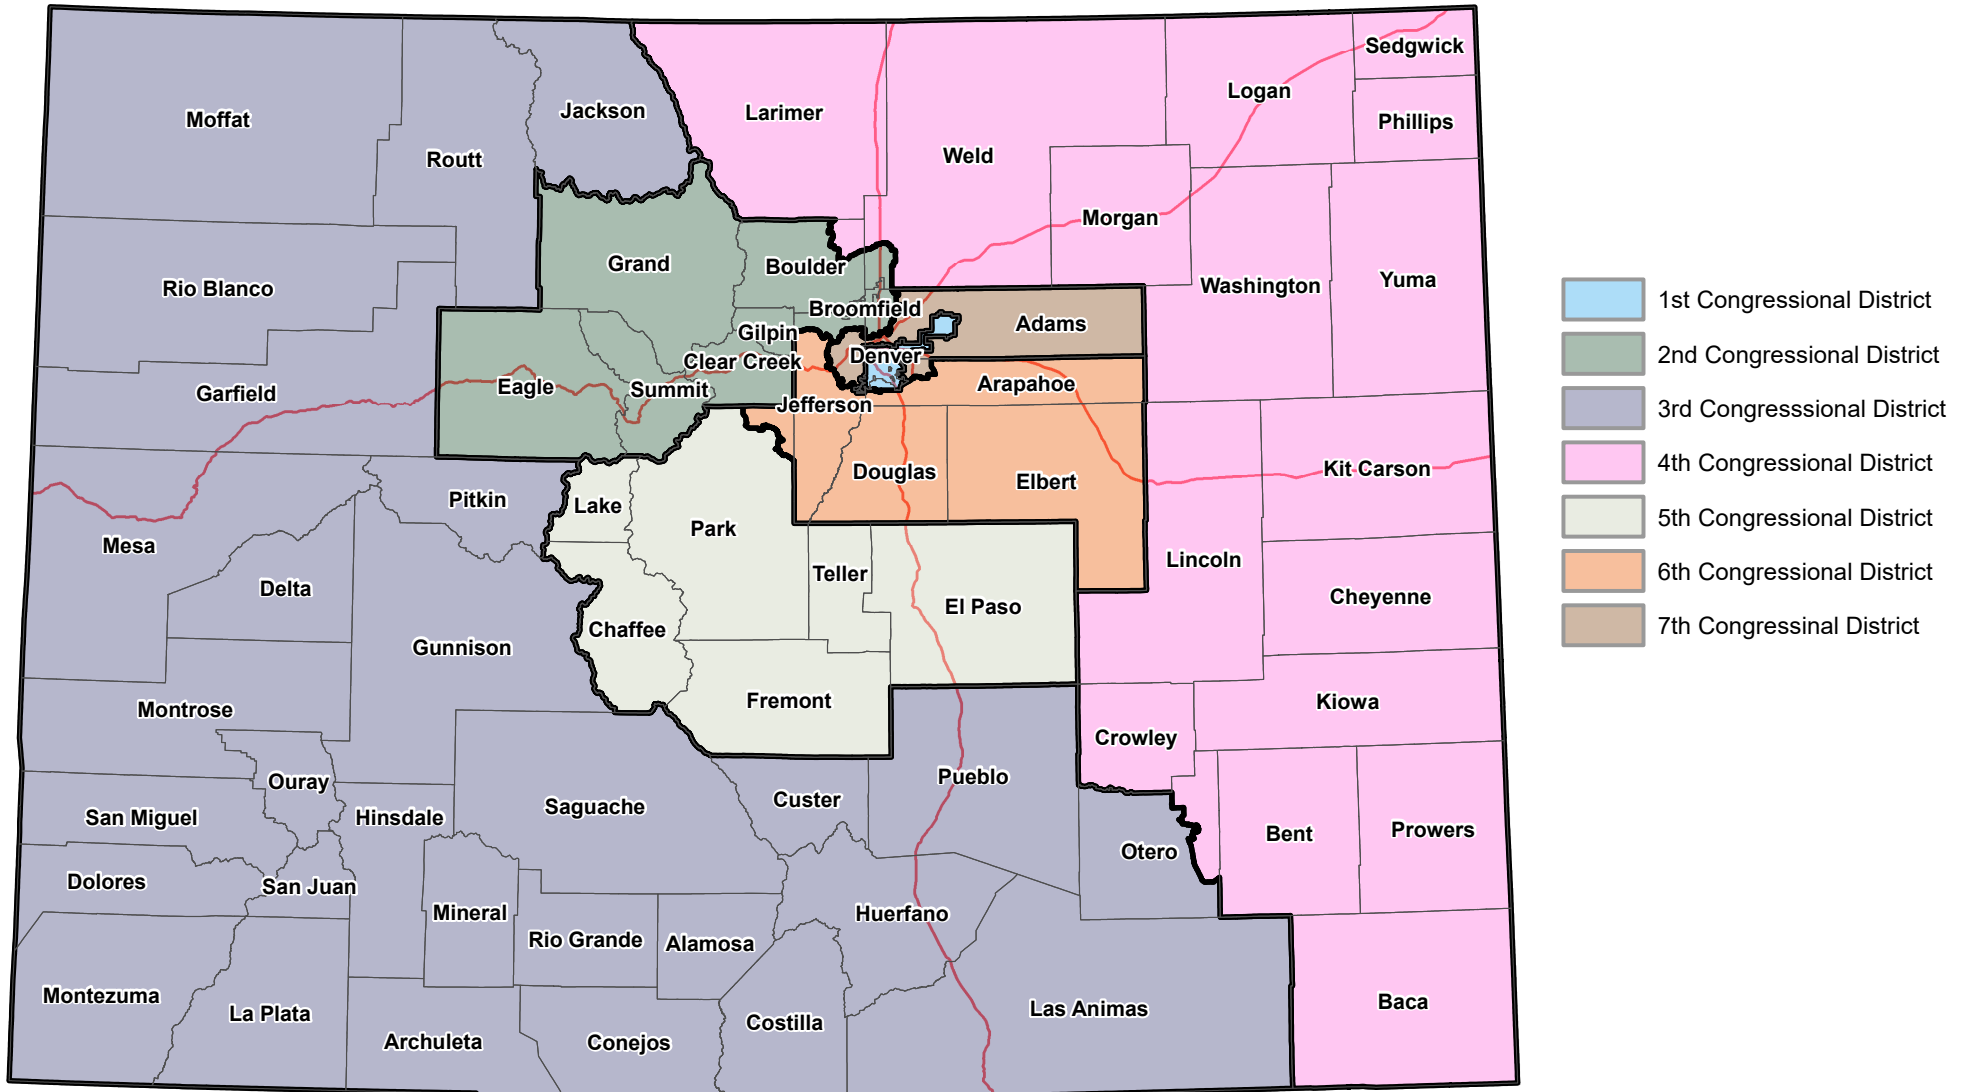 Sedgwick
Logan
Jackson
Larimer
Moffat
Phillips
Routt
Weld
Morgan
Grand
Boulder
Rio Blanco
Washington
Yuma
Broomfield
Adams
Gilpin
Denver
Clear Creek
Arapahoe
Eagle
Summit
Garfield
Jefferson
Kit Carson
Douglas
Elbert
Pitkin
Lake
Park
Mesa
Lincoln
Teller
Delta
Cheyenne
El Paso
Chaffee
Gunnison
Fremont
Kiowa
Montrose
Crowley
Pueblo
Ouray
Custer
Saguache
San Miguel
Hinsdale
Prowers
Bent
Otero
Dolores
San Juan
Mineral
Huerfano
Rio Grande
Alamosa
Montezuma
Baca
Las Animas
La Plata
Costilla
Archuleta
Conejos
1st Congressional District
2nd Congressional District
3rd Congresssional District
4th Congressional District
5th Congressional District
6th Congressional District
7th Congressinal District